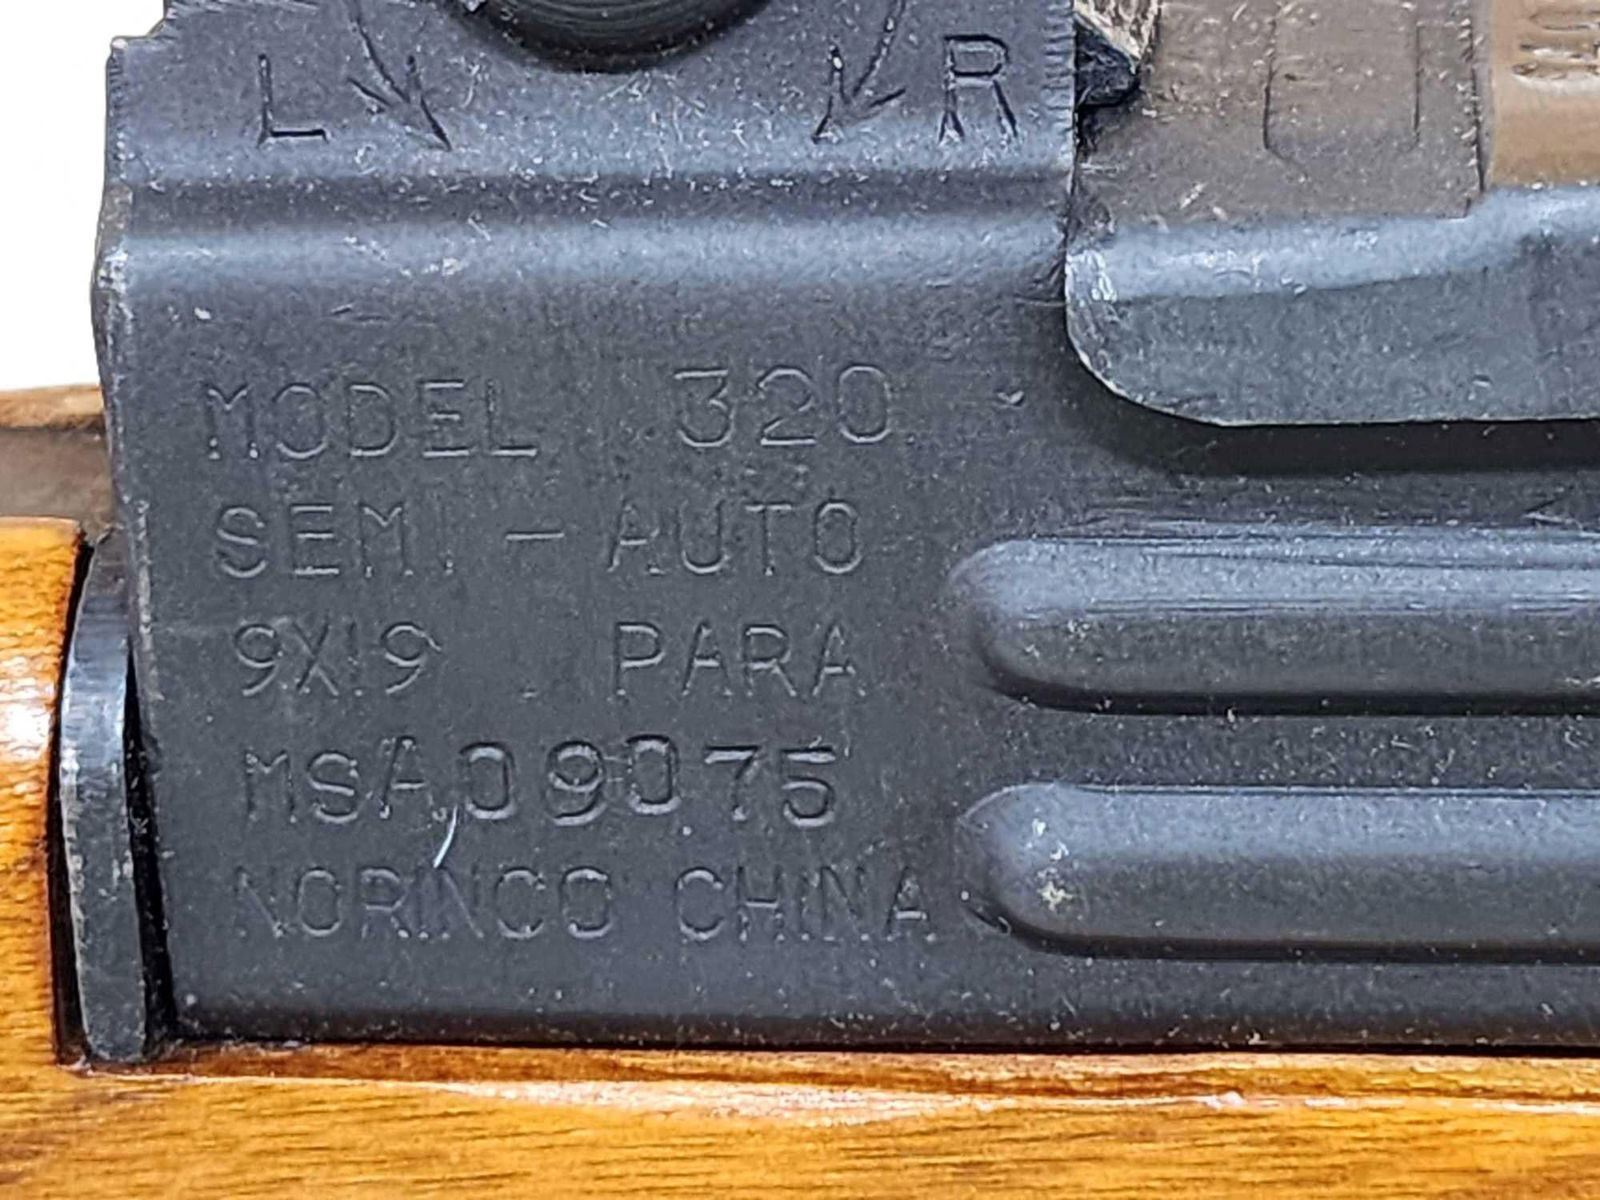 L R
MODEL 320
SEMI - AUTO
9X19 PARA
MSA09075
NORINCO CHINA